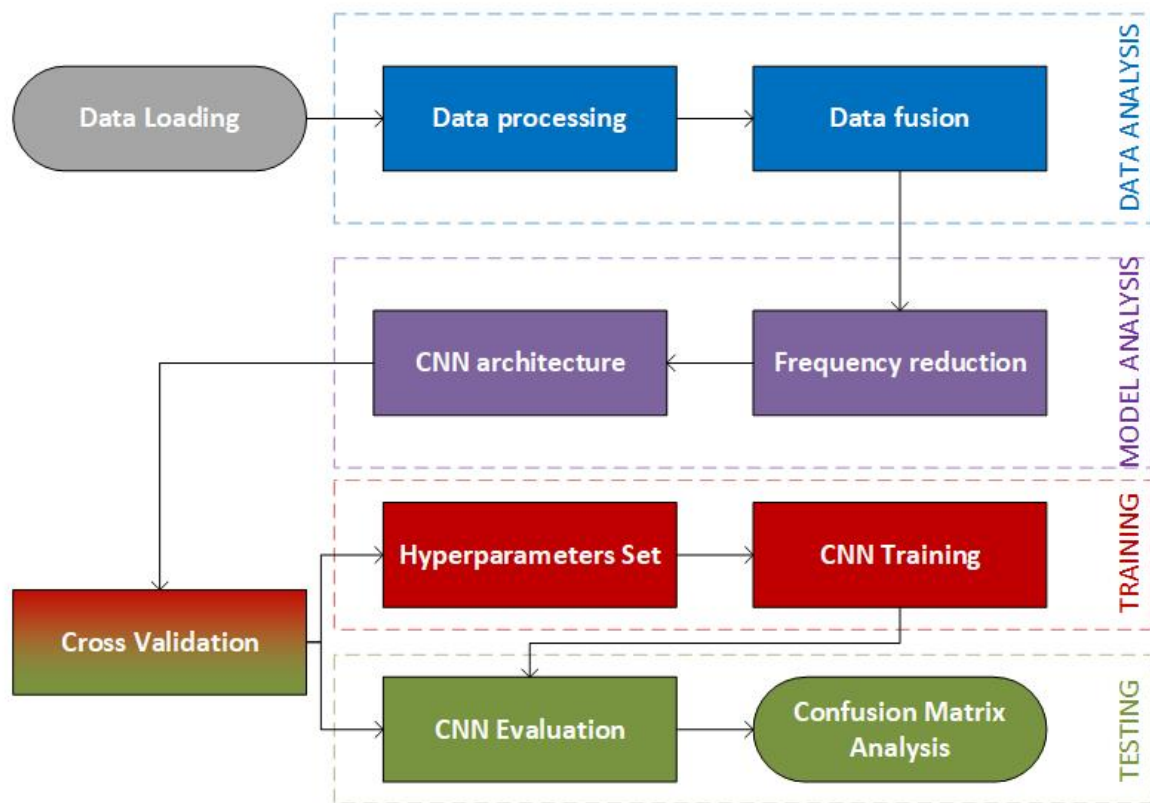 Data Loading
Data processing
Data fusion
DATA ANALYSIS
CNN architecture
Frequency reduction
MODEL ANALYSIS
Hyperparameters Set
CNN Training
TRAINING
Cross Validation
CNN Evaluation
Confusion Matrix
Analysis
TESTING